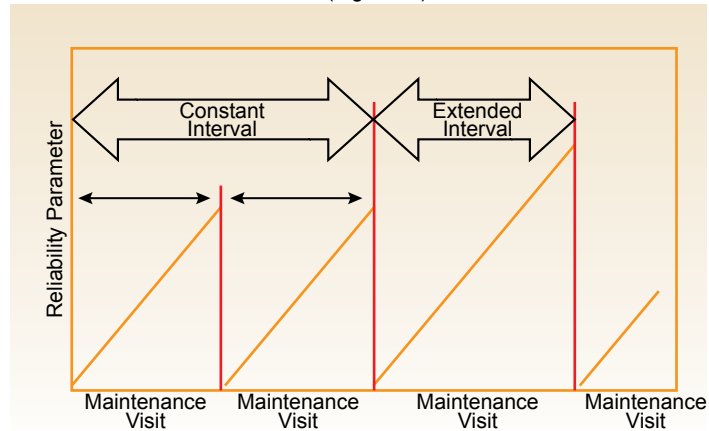 Constant
Interval
Extended
Interval
Reliability Parameter
Maintenance
Visit
Maintenance
Visit
Maintenance
Visit
Maintenance
Visit